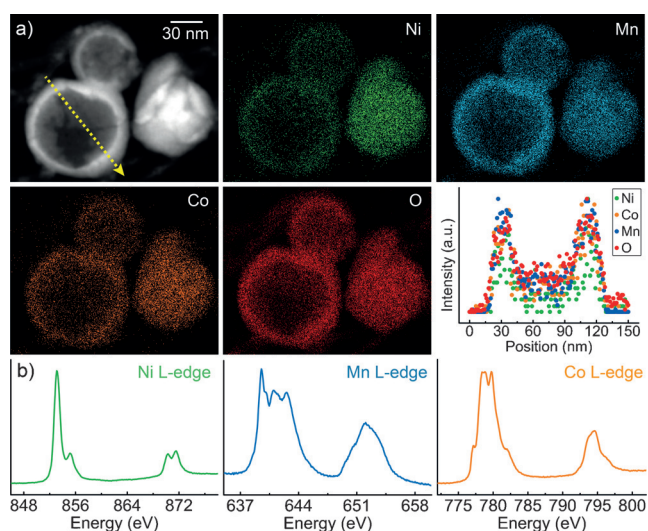 a)
30 nm
Ni
Mn
Co
O
Intensity (a.u.)
Ni
Co
Mn
O
0 30 60 90 120 150
Position (nm)
b)
Ni L-edge
848 856 864 872
Energy (eV)
Mn L-edge
637 644 651 658
Energy (eV)
Co L-edge
775 780 785 790 795 800
Energy (eV)